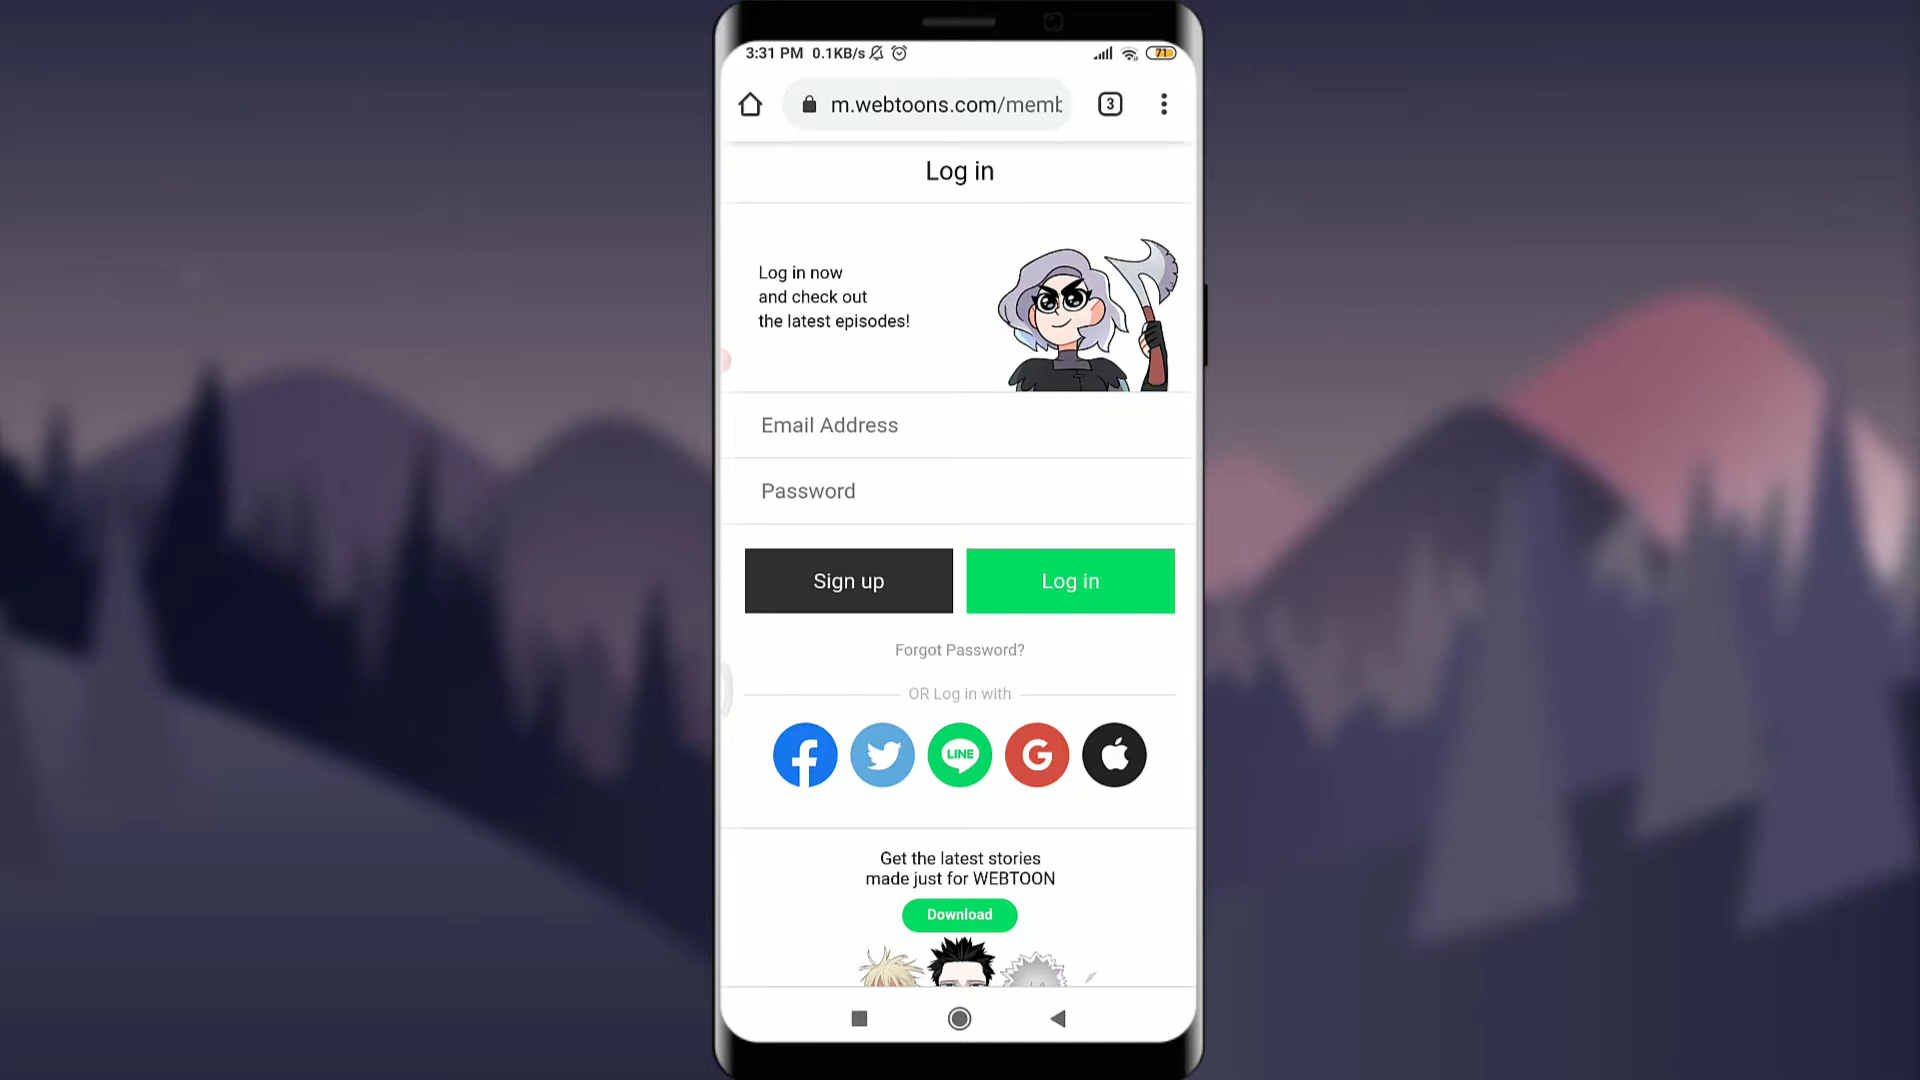 3:31 PM 0.1KB/s 71
m.webtoons.com/memb 3
Log in
Log in now
and check out
the latest episodes!
Email Address
Password
Sign up Log in
Forgot Password?
OR Log in with
LINE G
Get the latest stories
made just for WEBTOON
Download